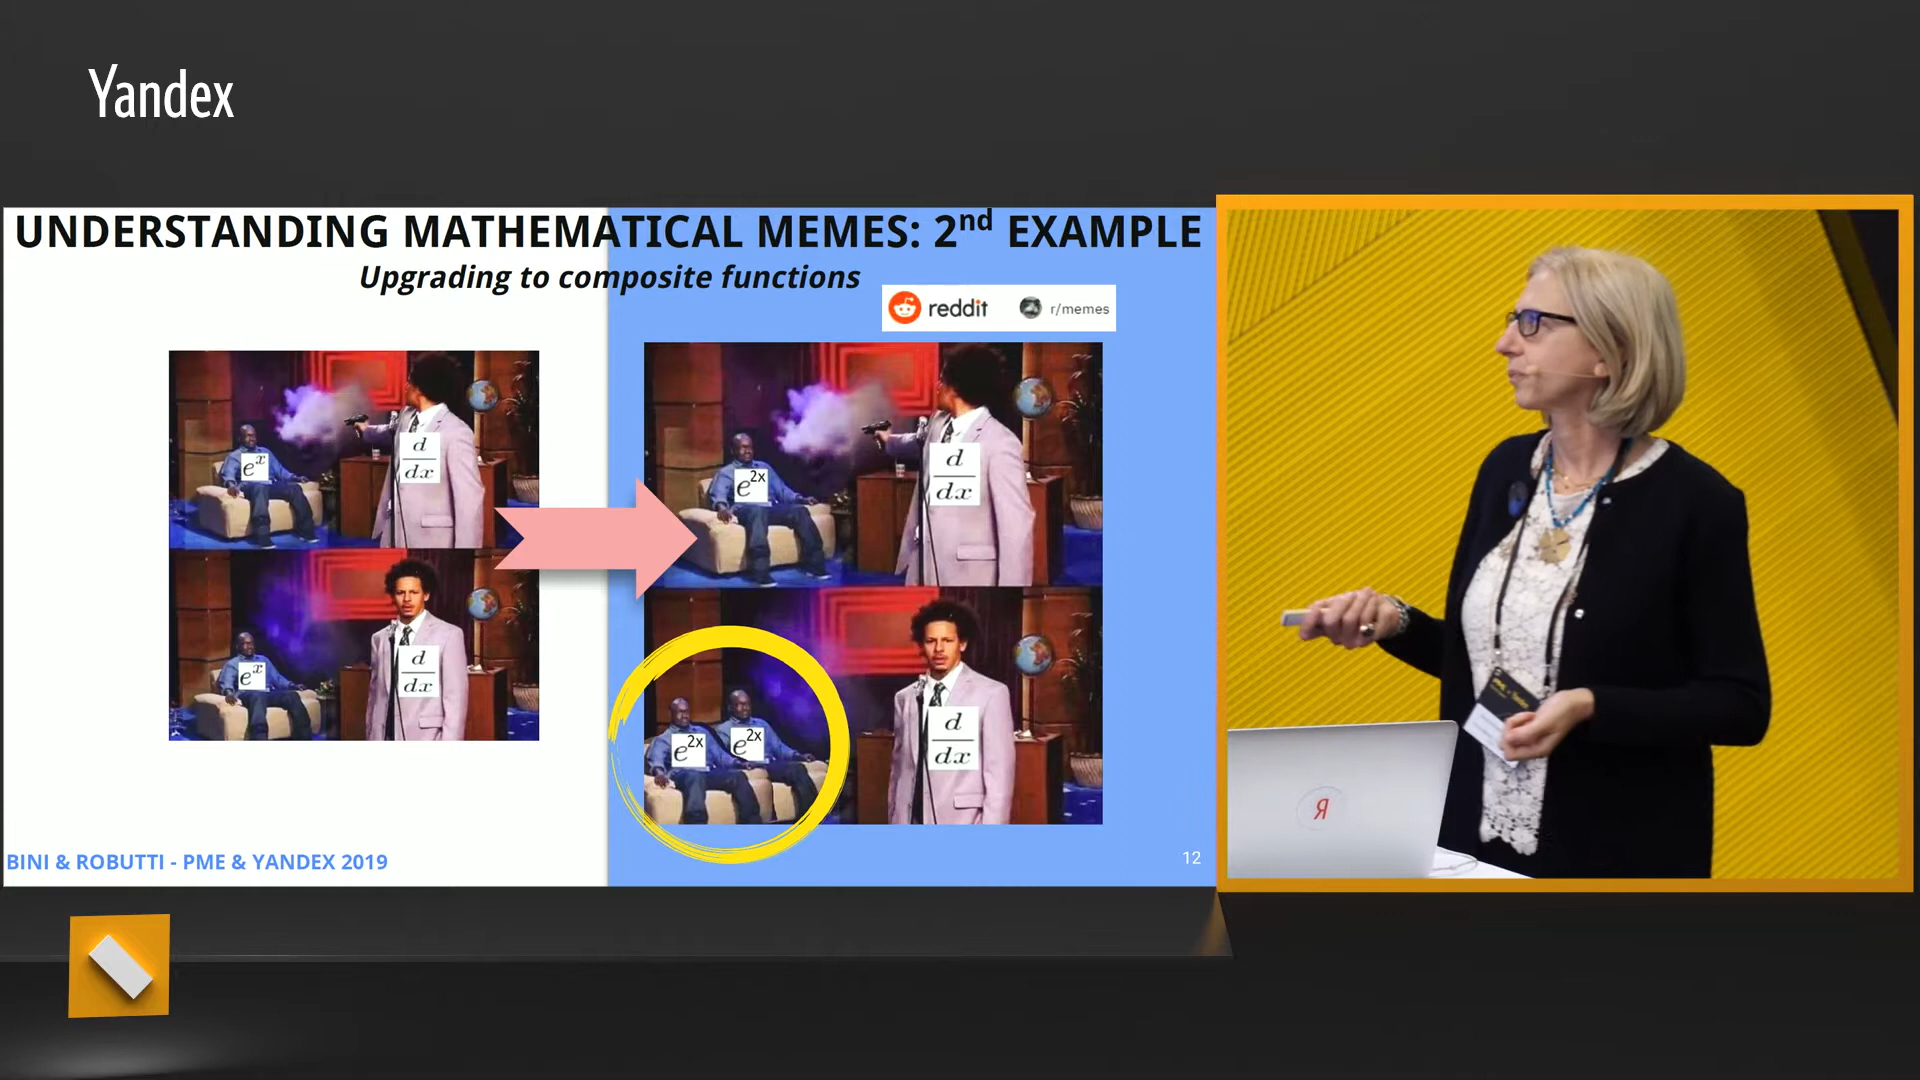 Yandex
UNDERSTANDING MATHEMATICAL MEMES: 2nd EXAMPLE
Upgrading to composite functions
reddit r/memes
e^x
d/dx
e^x
d/dx
e^2x
d/dx
e^2x e^2x
d/dx
BINI & ROBUTTI - PME & YANDEX 2019
12
Я